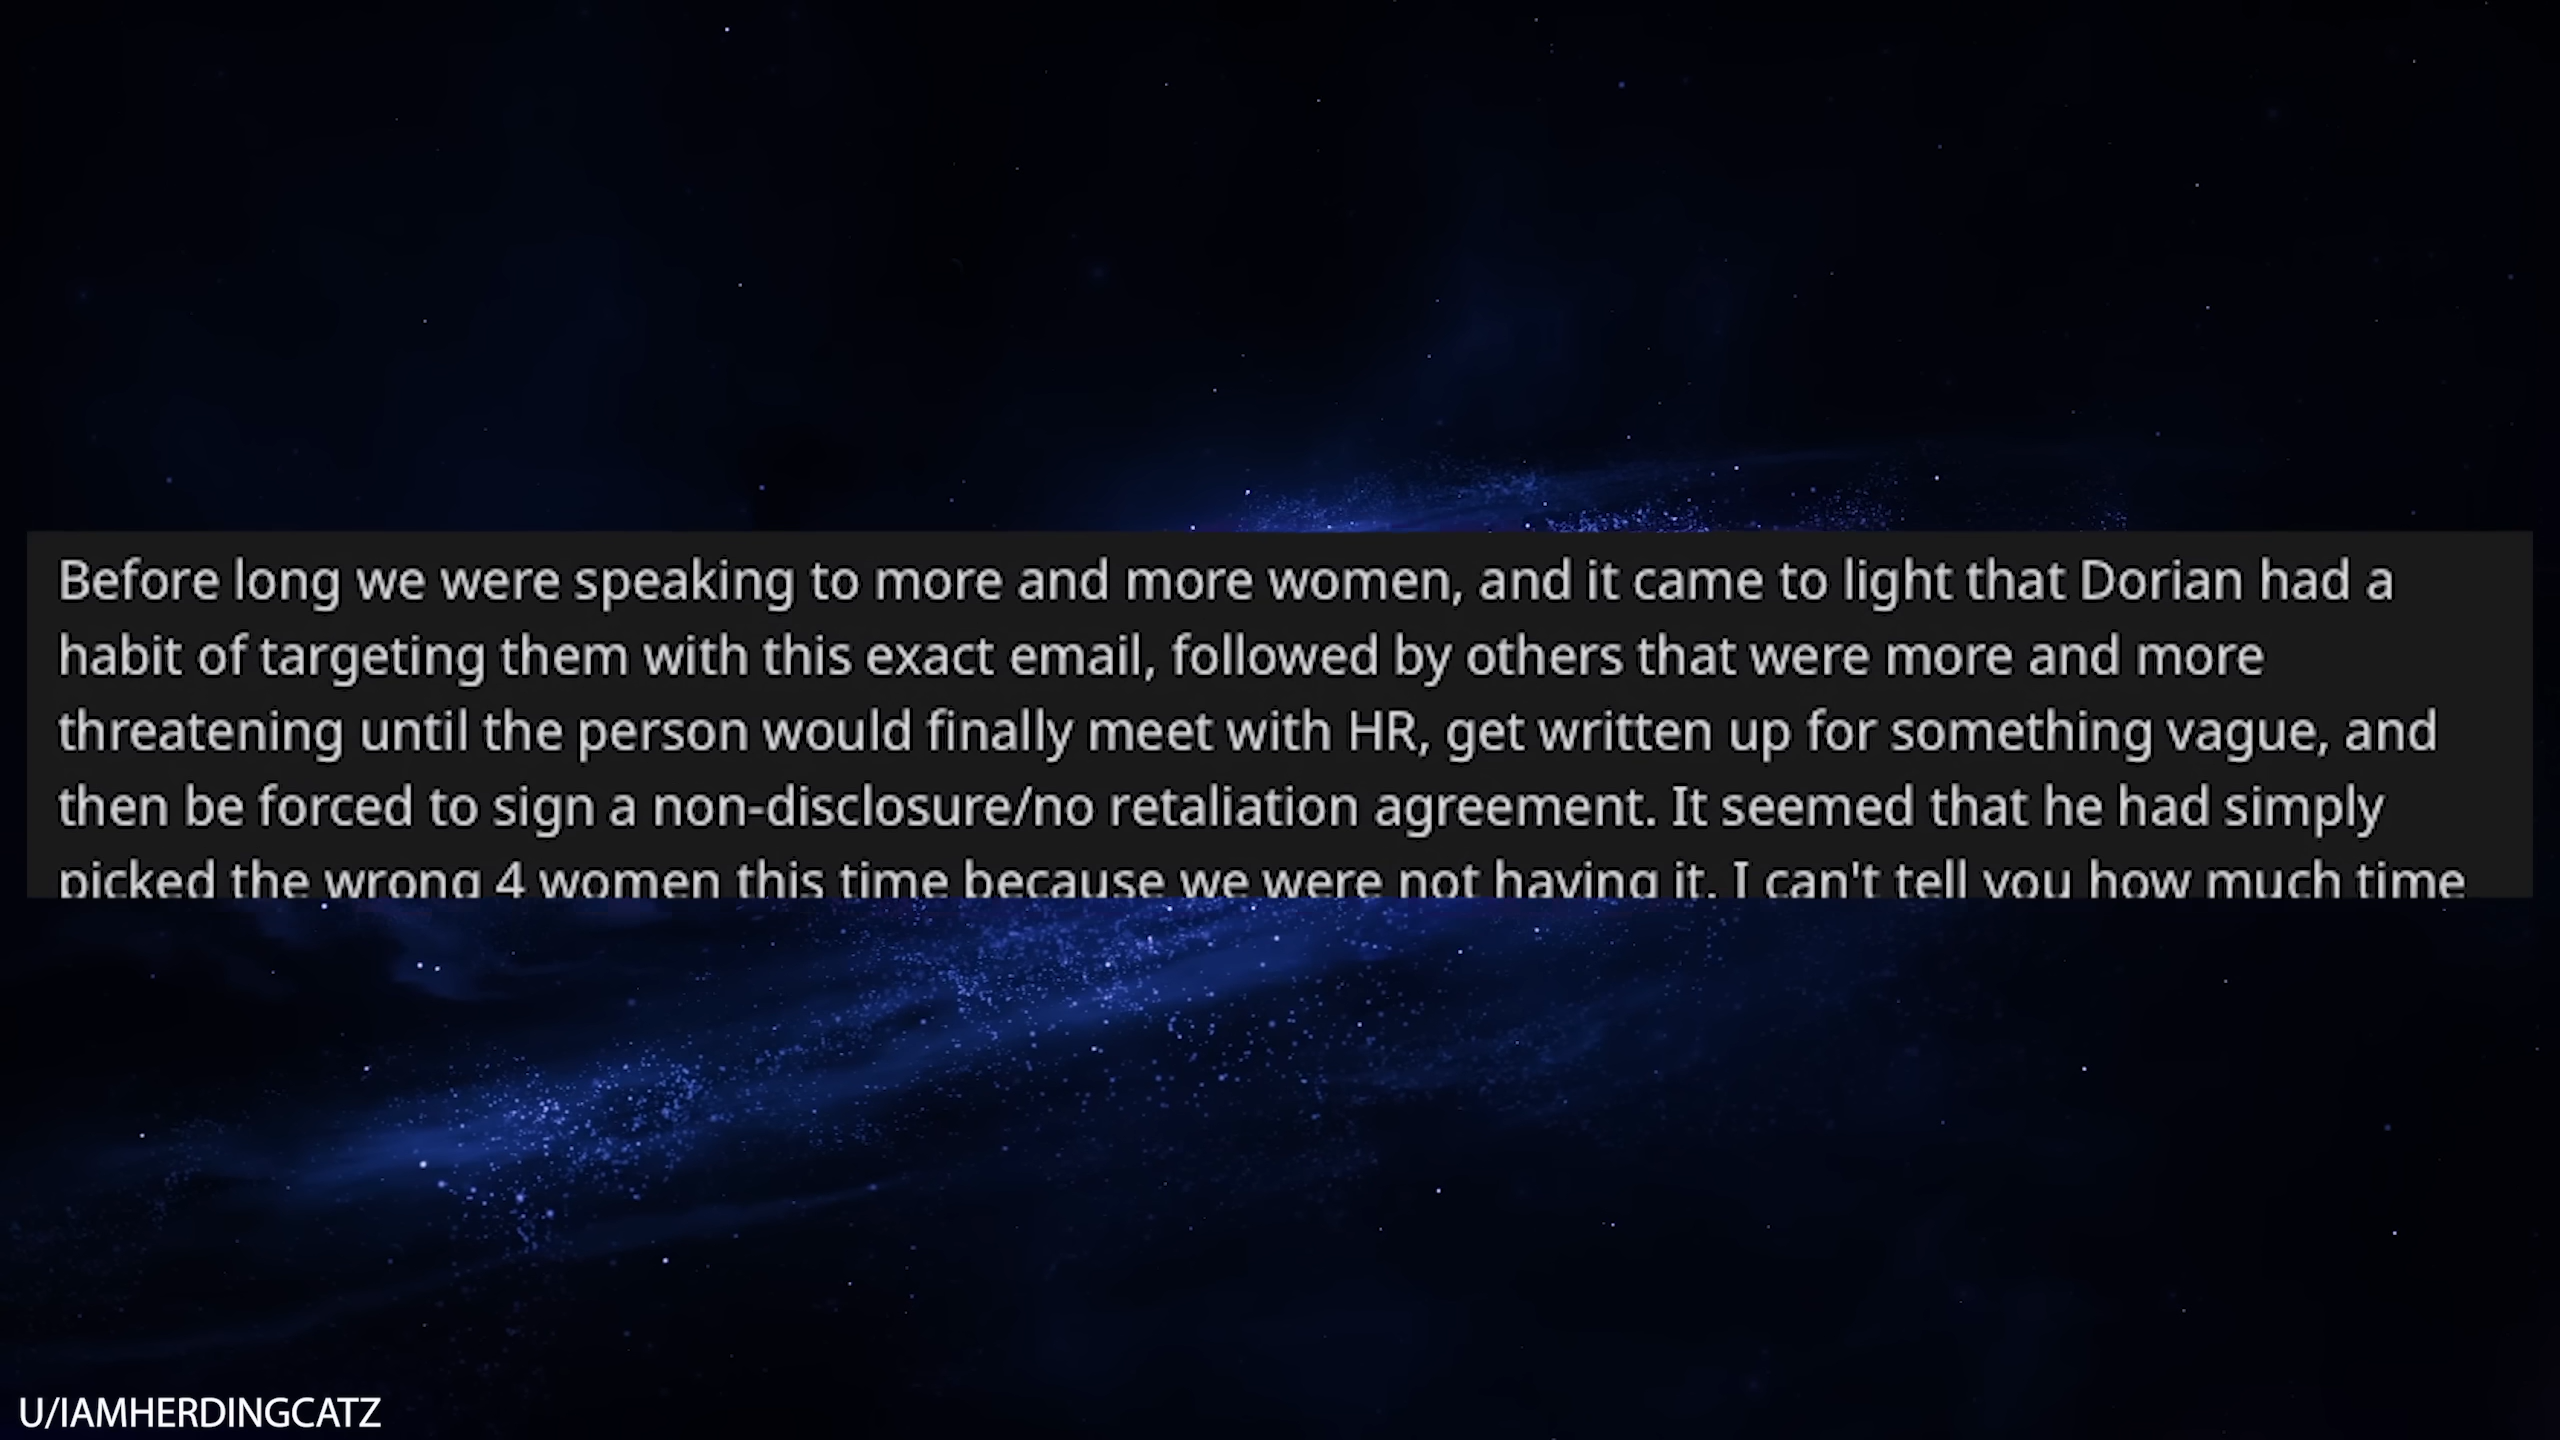 Before long we were speaking to more and more women, and it came to light that Dorian had a
habit of targeting them with this exact email, followed by others that were more and more
threatening until the person would finally meet with HR, get written up for something vague, and
then be forced to sign a non-disclosure/no retaliation agreement. It seemed that he had simply
picked the wrong 4 women this time because we were not having it. I can't tell you how much time
U/IAMHERDINGCATZ